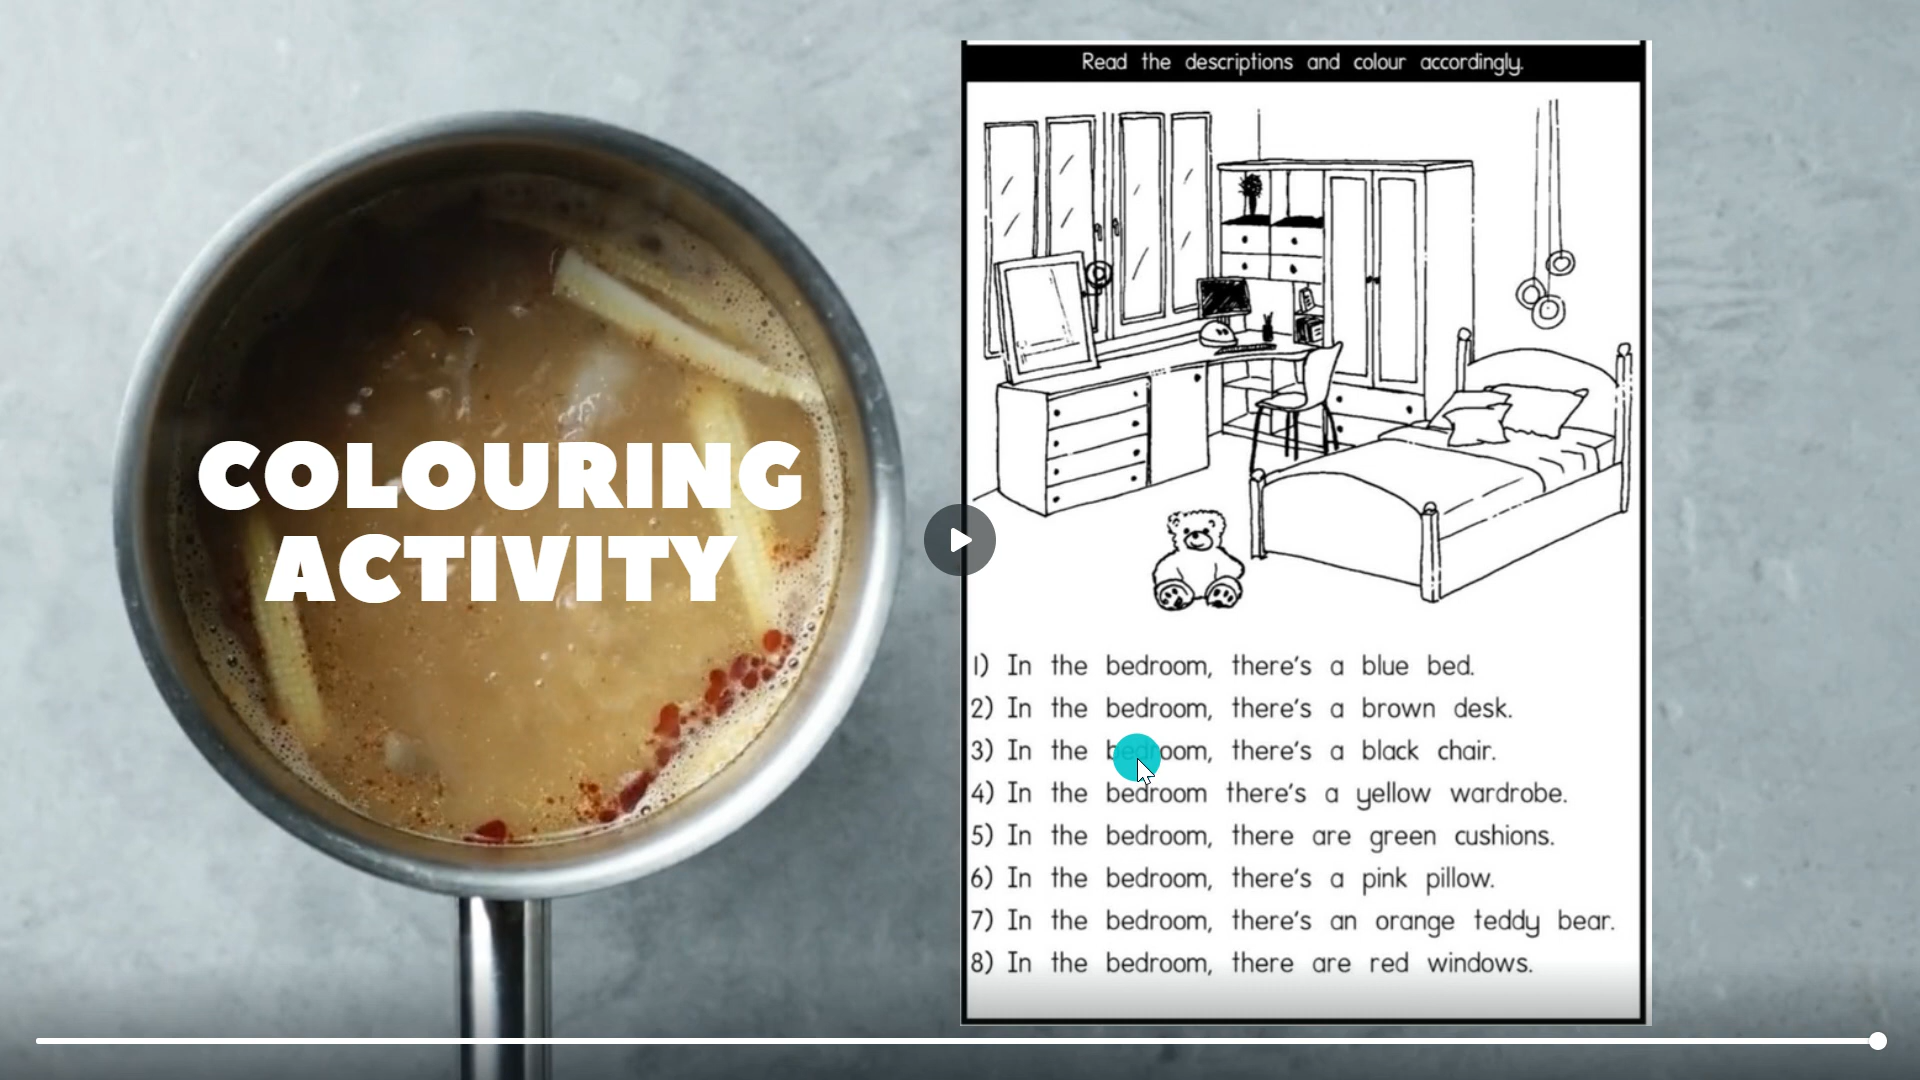 COLOURING
ACTIVITY
Read the descriptions and colour accordingly.
1) In the bedroom, there's a blue bed.
2) In the bedroom, there's a brown desk.
3) In the bedroom, there's a black chair.
4) In the bedroom there's a yellow wardrobe.
5) In the bedroom, there are green cushions.
6) In the bedroom, there's a pink pillow.
7) In the bedroom, there's an orange teddy bear.
8) In the bedroom, there are red windows.